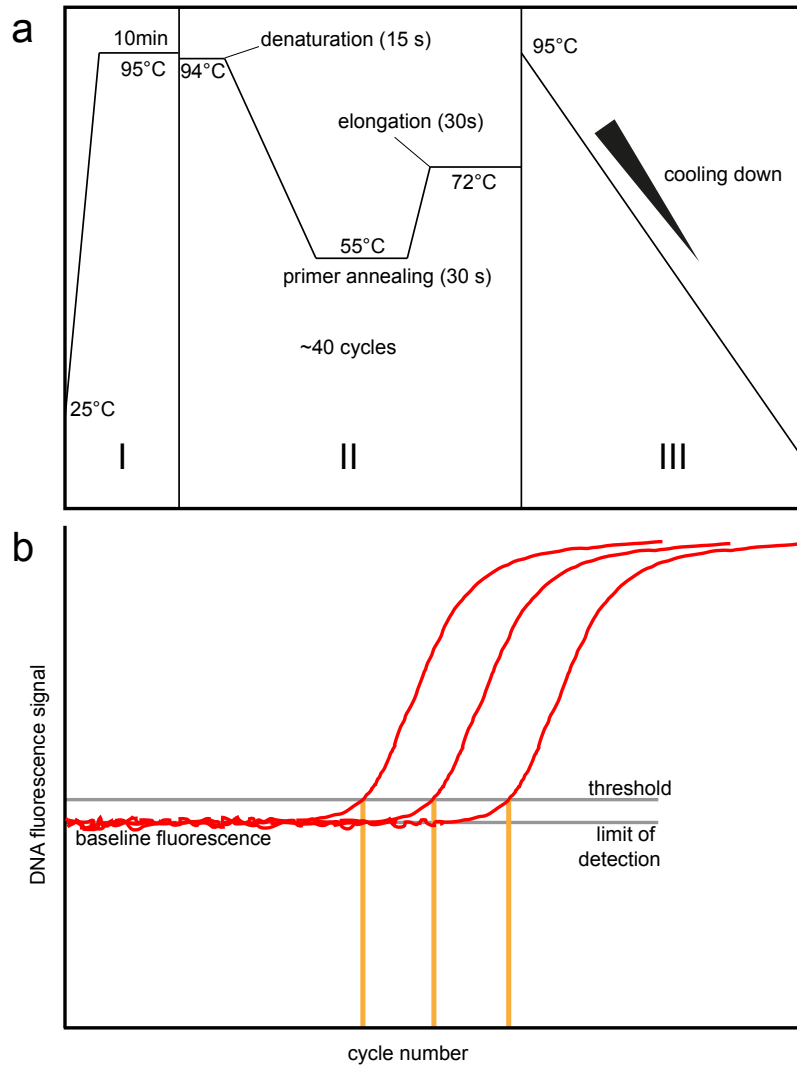 a
10min
95°C
94°C
denaturation (15 s)
elongation (30s)
72°C
55°C
primer annealing (30 s)
~40 cycles
25°C
95°C
cooling down
I
II
III
b
DNA fluorescence signal
threshold
baseline fluorescence
limit of
detection
cycle number